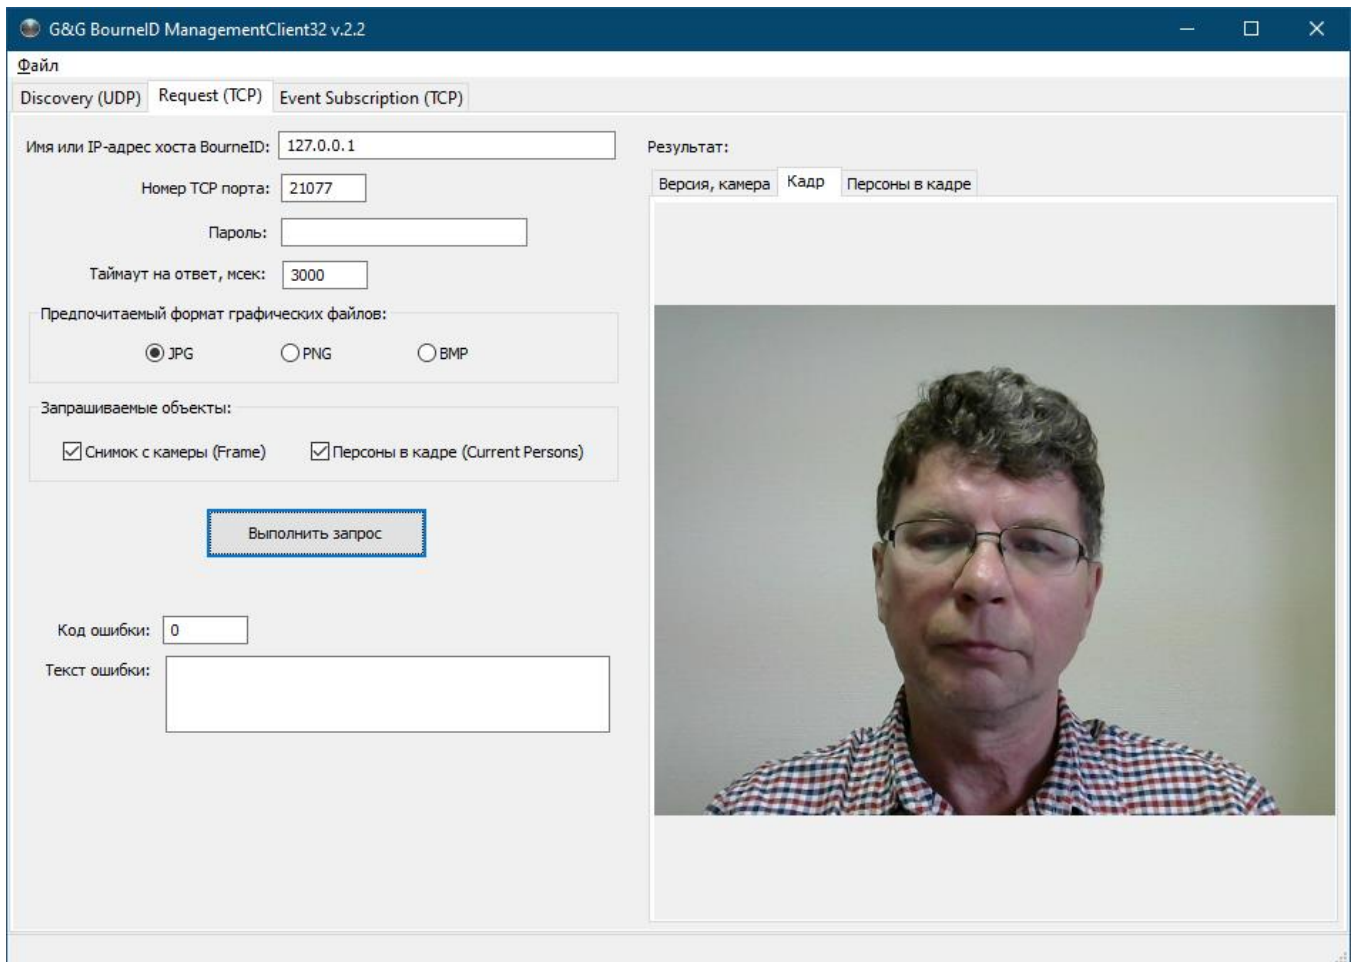 G&G BourneID ManagementClient32 v.2.2
Файл
Discovery (UDP) Request (TCP) Event Subscription (TCP)
Имя или IP-адрес хоста BourneID: 127.0.0.1
Номер TCP порта: 21077
Пароль:
Таймаут на ответ, мсек: 3000
Предпочитаемый формат графических файлов:
JPG PNG BMP
Запрашиваемые объекты:
Снимок с камеры (Frame) Персоны в кадре (Current Persons)
Выполнить запрос
Код ошибки: 0
Текст ошибки:
Результат:
Версия, камера Кадр Персоны в кадре